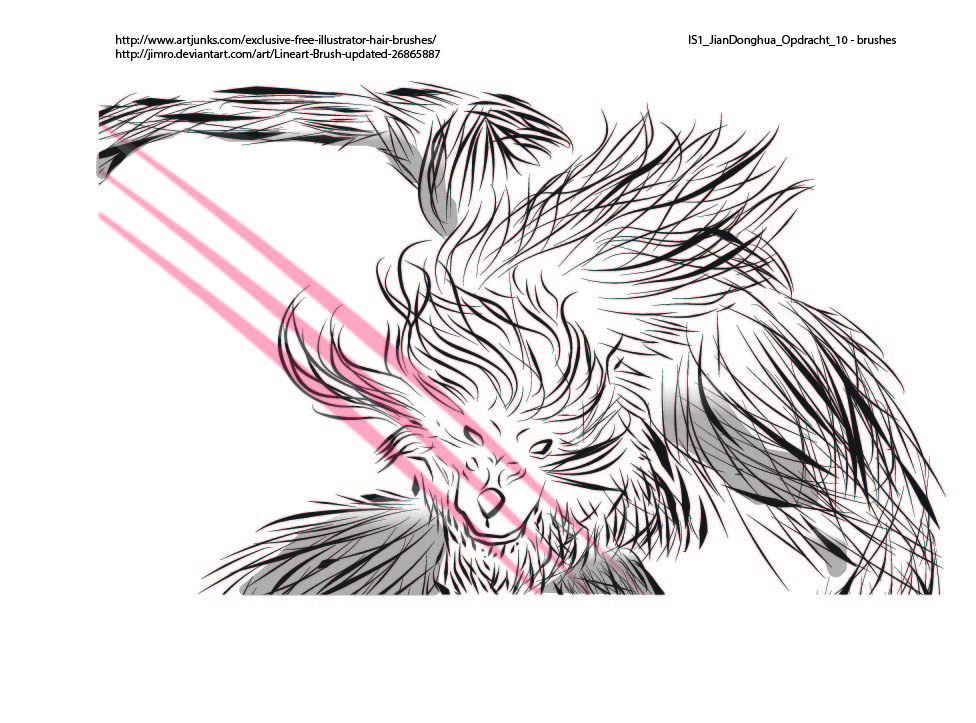 http://www.artjunks.com/exclusive-free-illustrator-hair-brushes/
http://jimro.deviantart.com/art/Lineart-Brush-updated-26865887
IS1_JianDonghua_Opdracht_10 - brushes